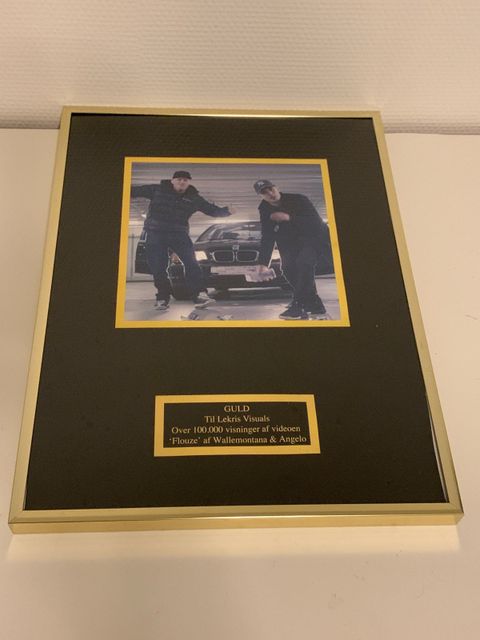 GULD
Til Lekris Visuals
Over 100.000 visninger af videoen
'Flouze' af Wallemontana & Angelo